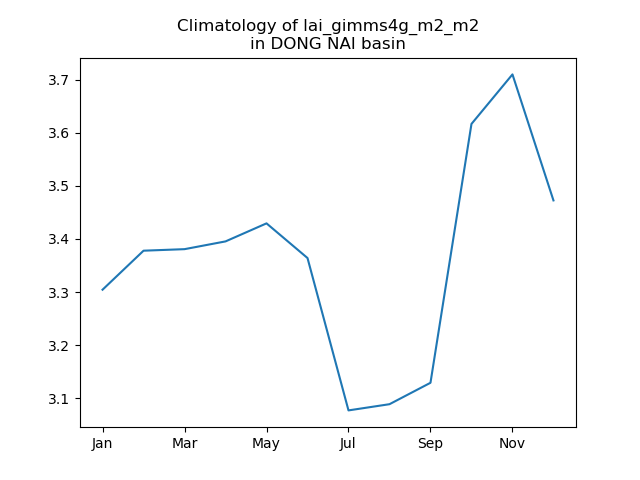 Climatology of lai_gimms4g_m2_m2
in DONG NAI basin
3.7
3.6
3.5
3.4
3.3
3.2
3.1
Jan Mar May Jul Sep Nov